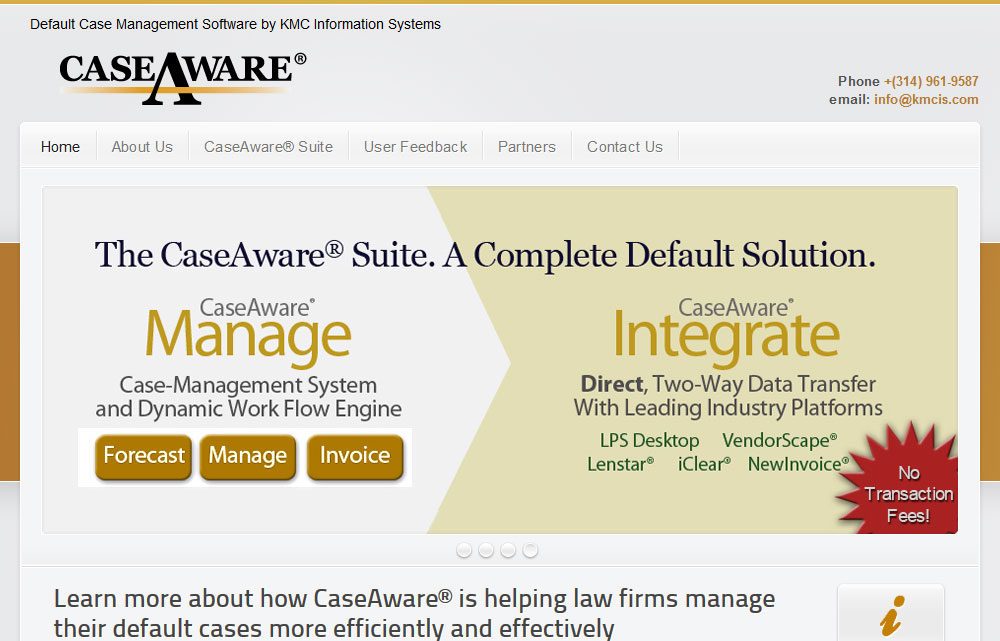 Default Case Management Software by KMC Information Systems
CASEAWARE®
Phone +(314) 961-9587
email: info@kmcis.com
Home About Us CaseAware® Suite User Feedback Partners Contact Us
The CaseAware® Suite. A Complete Default Solution.
CaseAware®
Manage
Case-Management System
and Dynamic Work Flow Engine
Forecast Manage Invoice
CaseAware®
Integrate
Direct, Two-Way Data Transfer
With Leading Industry Platforms
LPS Desktop VendorScape®
Lenstar® iClear® NewInvoice®
No
Transaction
Fees!
Learn more about how CaseAware® is helping law firms manage
their default cases more efficiently and effectively
i